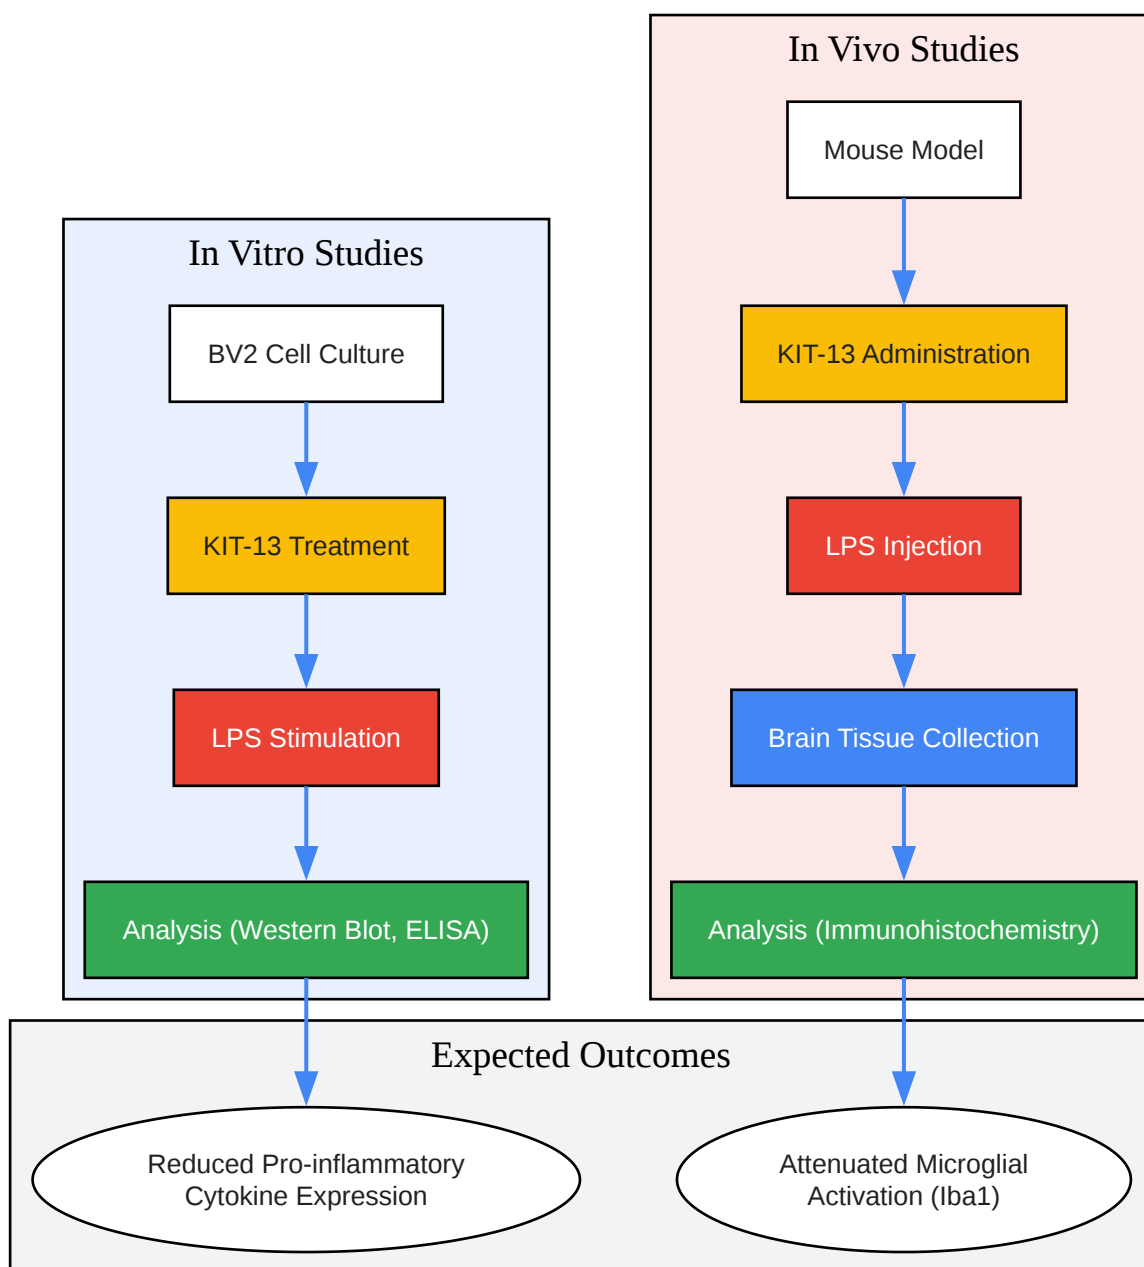 In Vitro Studies
BV2 Cell Culture
KIT-13 Treatment
LPS Stimulation
Analysis (Western Blot, ELISA)
In Vivo Studies
Mouse Model
KIT-13 Administration
LPS Injection
Brain Tissue Collection
Analysis (Immunohistochemistry)
Expected Outcomes
Reduced Pro-inflammatory
Cytokine Expression
Attenuated Microglial
Activation (Iba1)